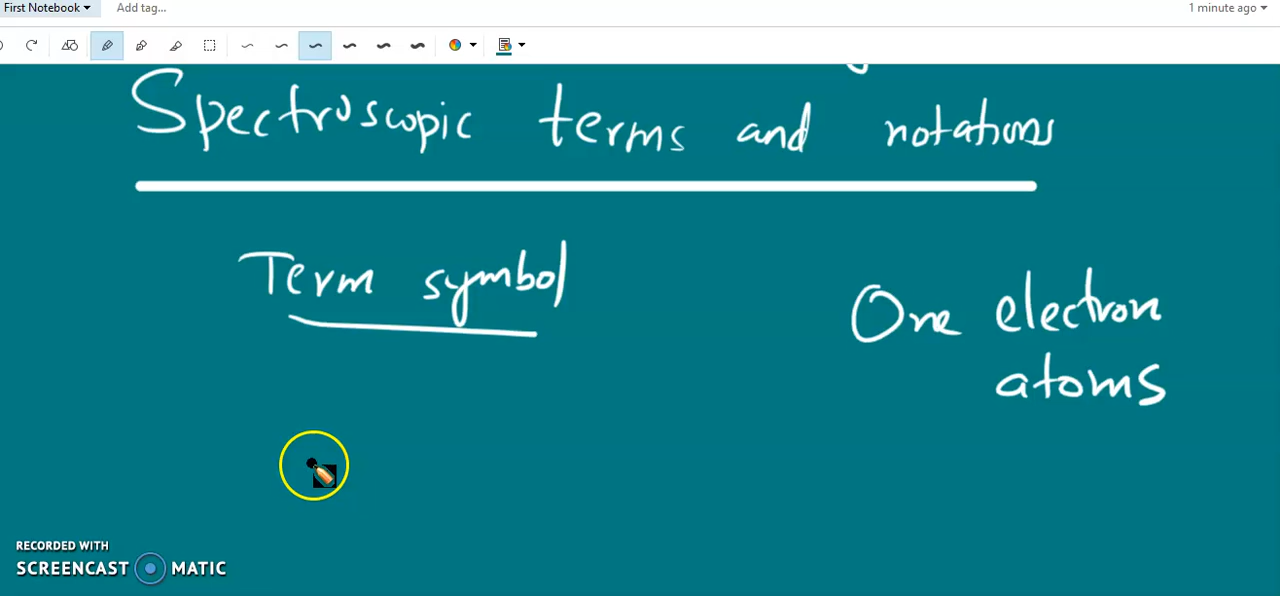 First Notebook Add tag... 1 minute ago
Spectroscopic terms and notations
Term symbol
One electron
atoms
RECORDED WITH
SCREENCAST MATIC